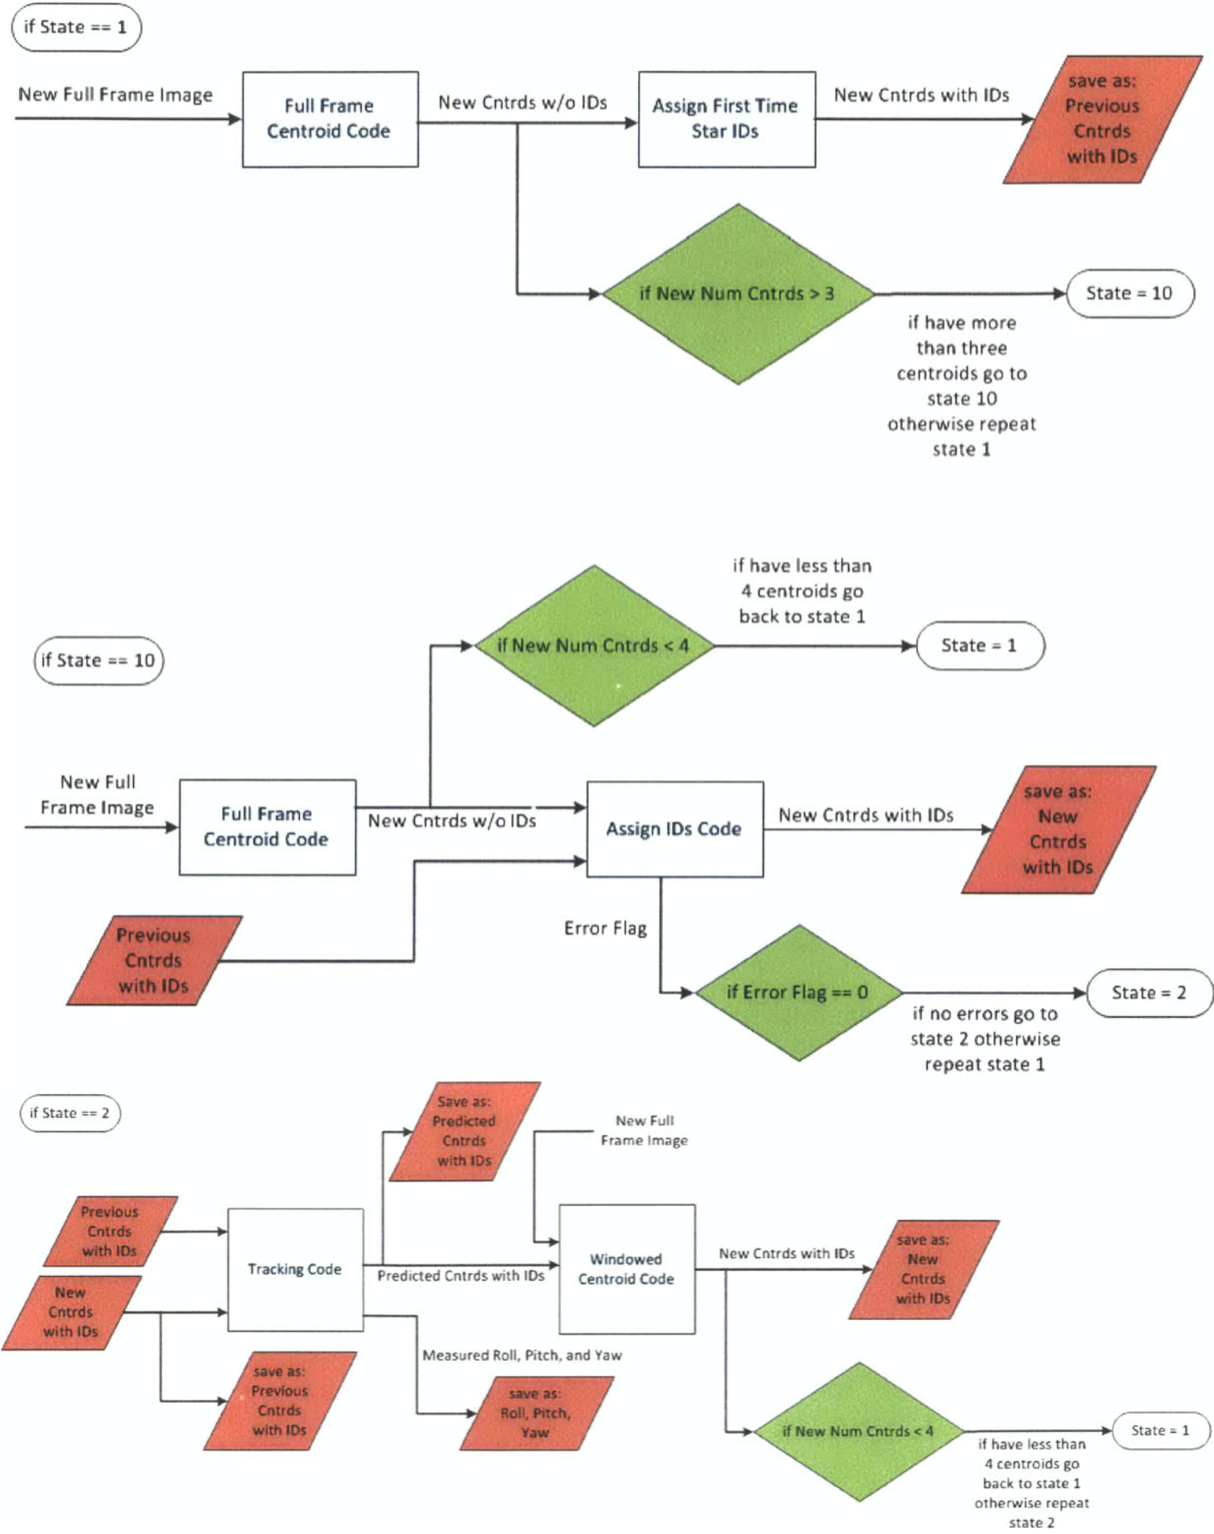 if State == 1
New Full Frame Image
Full Frame
Centroid Code
New Cntrds w/o IDs
Assign First Time
Star IDs
New Cntrds with IDs
save as:
Previous
Cntrds
with IDs
if New Num Cntrds > 3
State = 10
if have more
than three
centroids go to
state 10
otherwise repeat
state 1
if have less than
4 centroids go
back to state 1
if New Num Cntrds < 4
State = 1
if State == 10
New Full
Frame Image
Full Frame
Centroid Code
New Cntrds w/o IDs
Assign IDs Code
New Cntrds with IDs
save as:
New
Cntrds
with IDs
Previous
Cntrds
with IDs
Error Flag
if Error Flag == 0
State = 2
if no errors go to
state 2 otherwise
repeat state 1
if State == 2
Save as:
Predicted
Cntrds
with IDs
New Full
Frame Image
Previous
Cntrds
with IDs
New
Cntrds
with IDs
Tracking Code
Predicted Cntrds with IDs
Windowed
Centroid Code
New Cntrds with IDs
save as:
New
Cntrds
with IDs
save as:
Previous
Cntrds
with IDs
Measured Roll, Pitch, and Yaw
save as:
Roll, Pitch,
Yaw
if New Num Cntrds < 4
State = 1
if have less than
4 centroids go
back to state 1
otherwise repeat
state 2